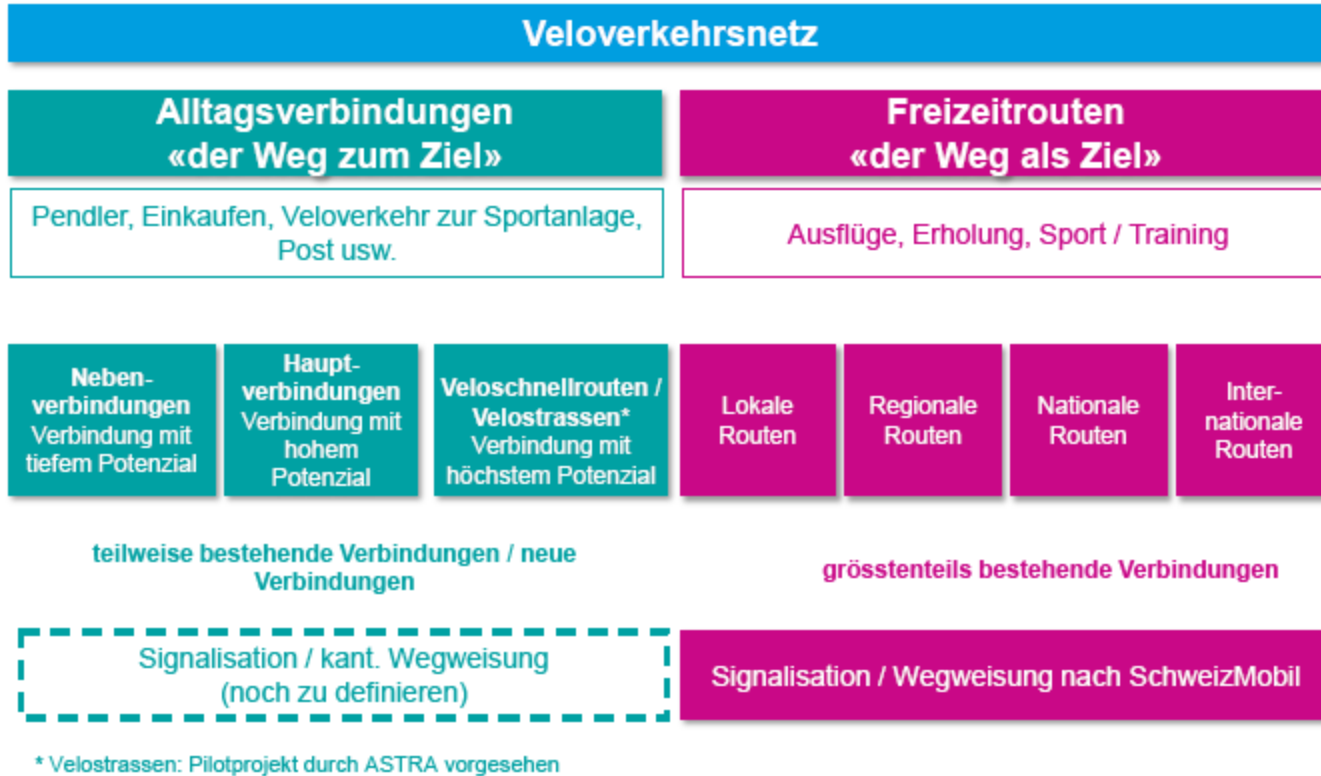 Veloverkehrsnetz
Alltagsverbindungen
«der Weg zum Ziel»
Freizeitrouten
«der Weg als Ziel»
Pendler, Einkaufen, Veloverkehr zur Sportanlage,
Post usw.
Ausflüge, Erholung, Sport / Training
Neben-
verbindungen
Verbindung mit
tiefem Potenzial
Haupt-
verbindungen
Verbindung mit
hohem
Potenzial
Veloschnellrouten /
Velostrassen*
Verbindung mit
höchstem Potenzial
Lokale
Routen
Regionale
Routen
Nationale
Routen
Inter-
nationale
Routen
teilweise bestehende Verbindungen / neue
Verbindungen
grösstenteils bestehende Verbindungen
Signalisation / kant. Wegweisung
(noch zu definieren)
Signalisation / Wegweisung nach SchweizMobil
* Velostrassen: Pilotprojekt durch ASTRA vorgesehen